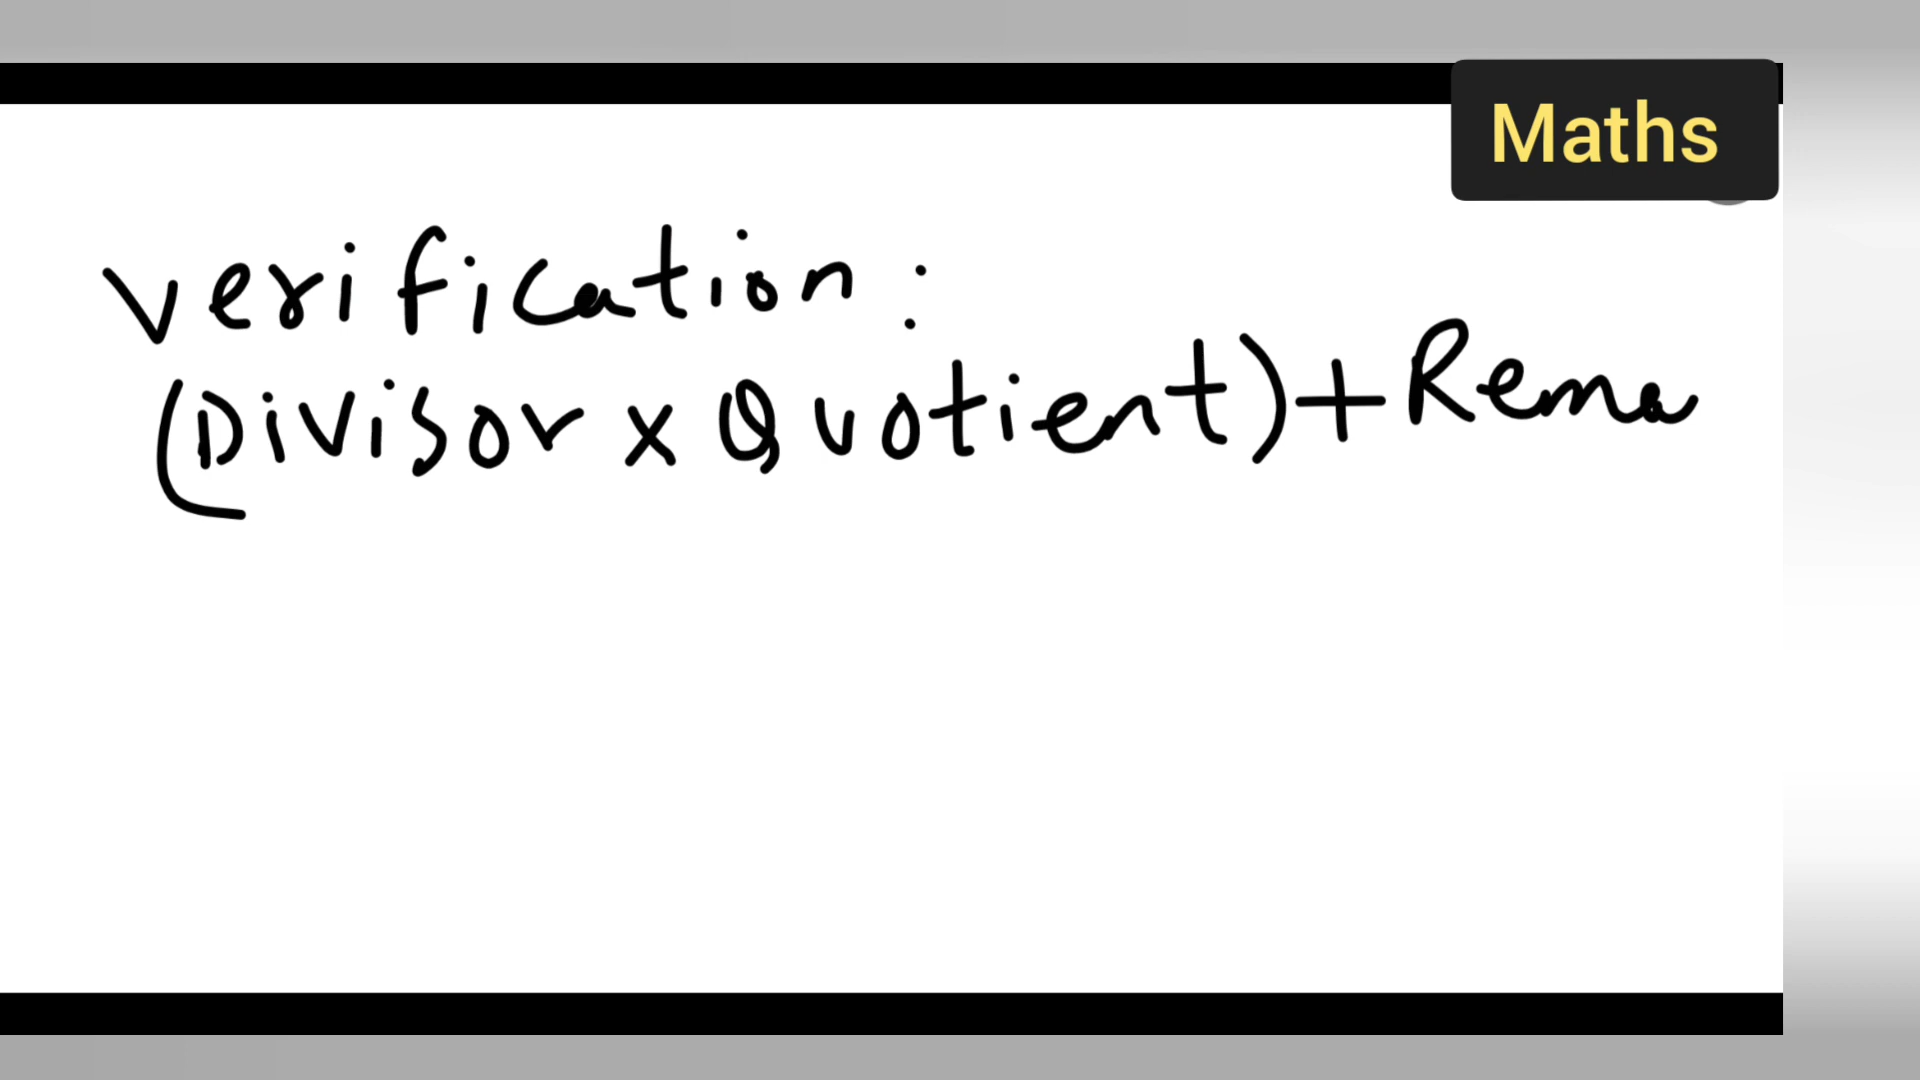 Maths
Verification:
(Divisor x Quotient) + Rema